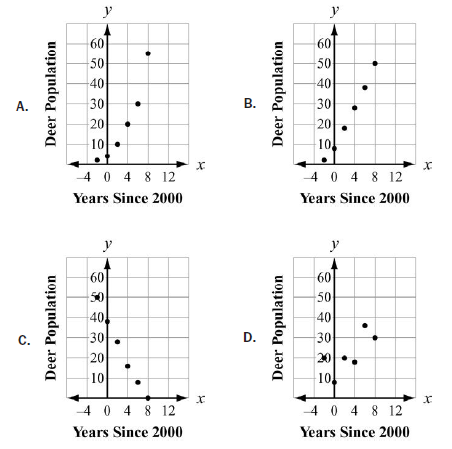 A.
y
Deer Population
60
50
40
30
20
10
-4 0 4 8 12
x
Years Since 2000
B.
y
Deer Population
60
50
40
30
20
10
-4 0 4 8 12
x
Years Since 2000
C.
y
Deer Population
60
50
40
30
20
10
-4 0 4 8 12
x
Years Since 2000
D.
y
Deer Population
60
50
40
30
20
10
-4 0 4 8 12
x
Years Since 2000